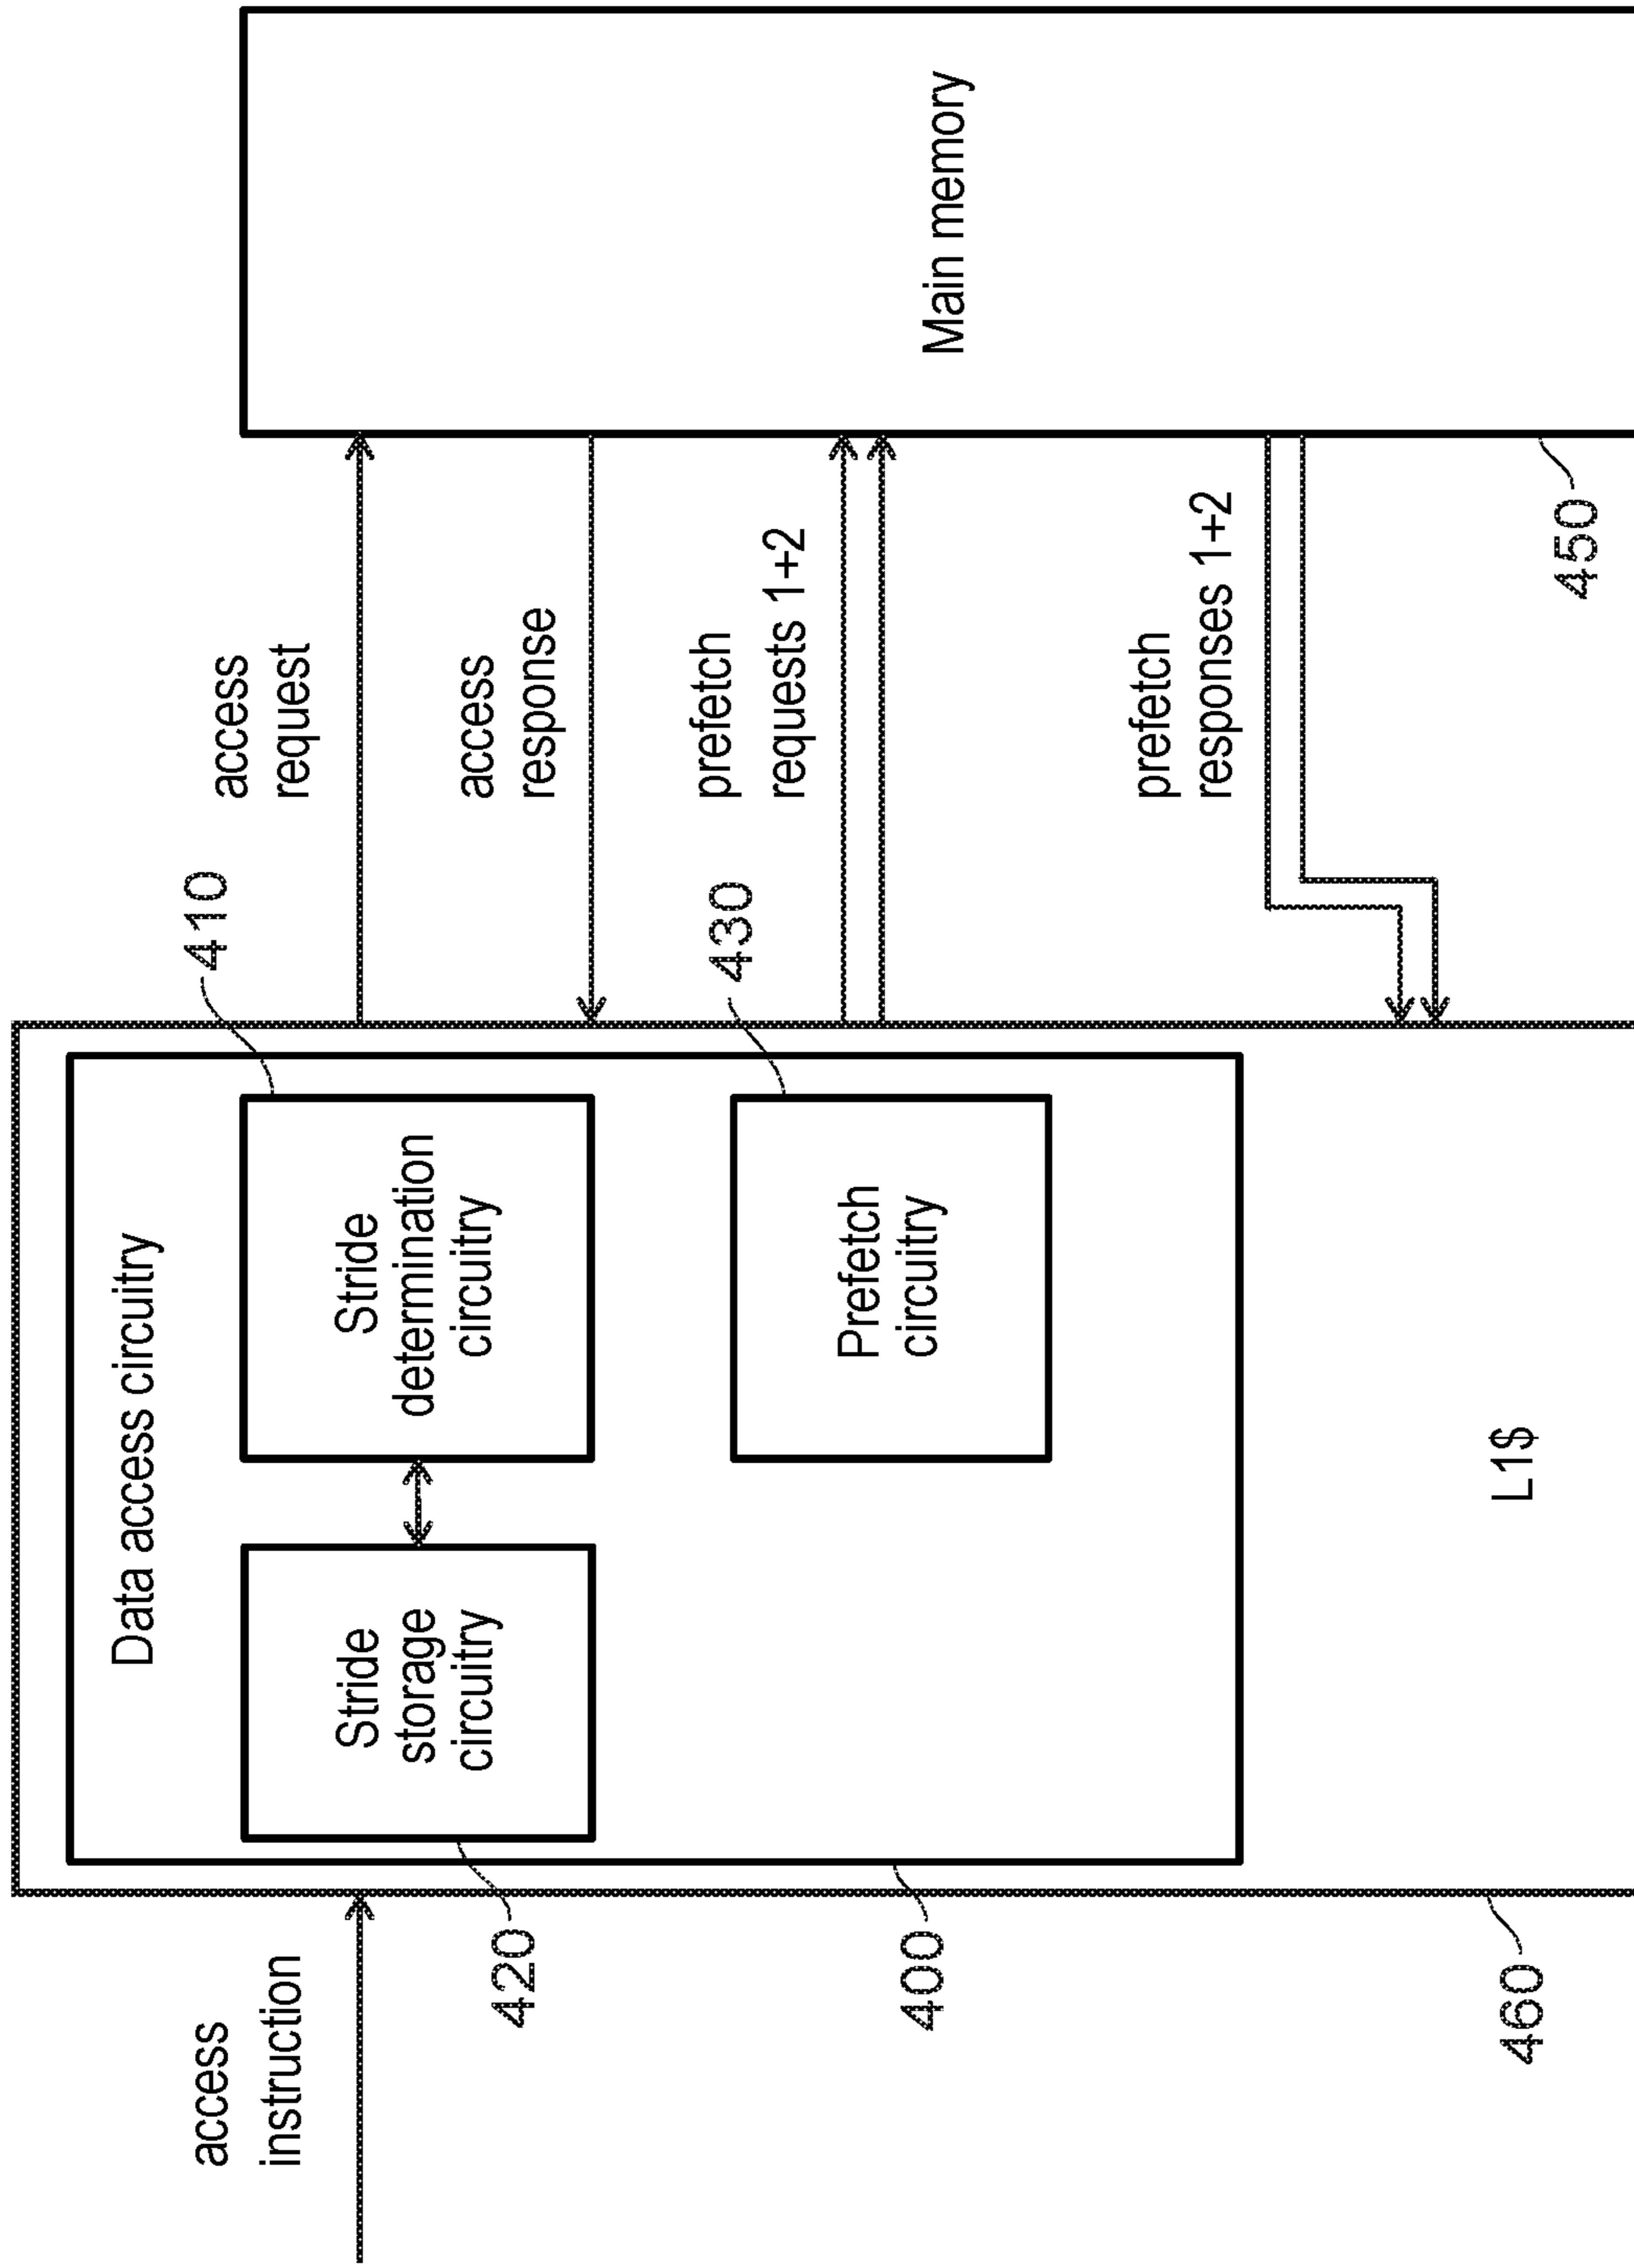 access
instruction
Data access circuitry
Stride
storage
circuitry
420
Stride
determination
circuitry
410
Prefetch
circuitry
430
400
L1$
460
access
request
access
response
prefetch
requests 1+2
prefetch
responses 1+2
Main memory
450